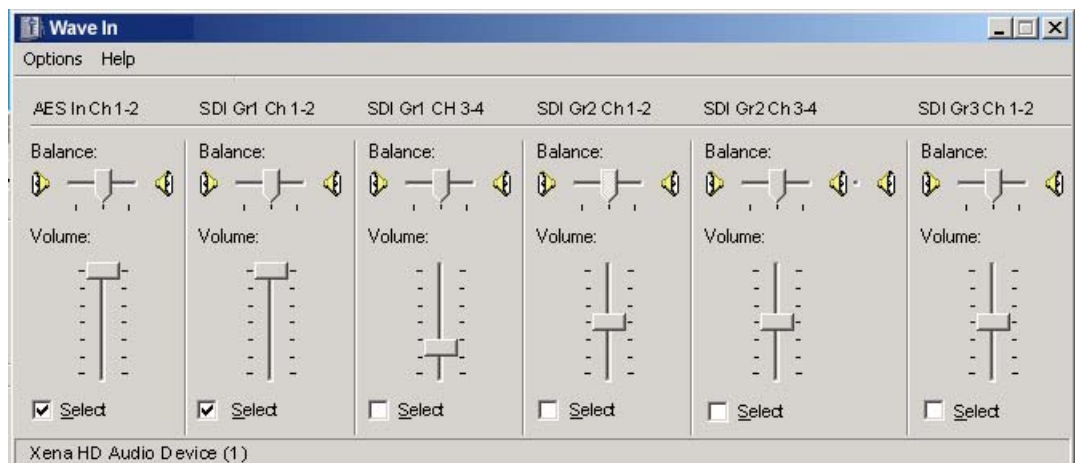 Wave In
Options Help
AES In Ch 1-2 SDI Gr1 Ch 1-2 SDI Gr1 CH 3-4 SDI Gr2 Ch 1-2 SDI Gr2 Ch 3-4 SDI Gr3 Ch 1-2
Balance: Balance: Balance: Balance: Balance: Balance:
Volume: Volume: Volume: Volume: Volume: Volume:
Select Select Select Select Select Select
Xena HD Audio Device (1)